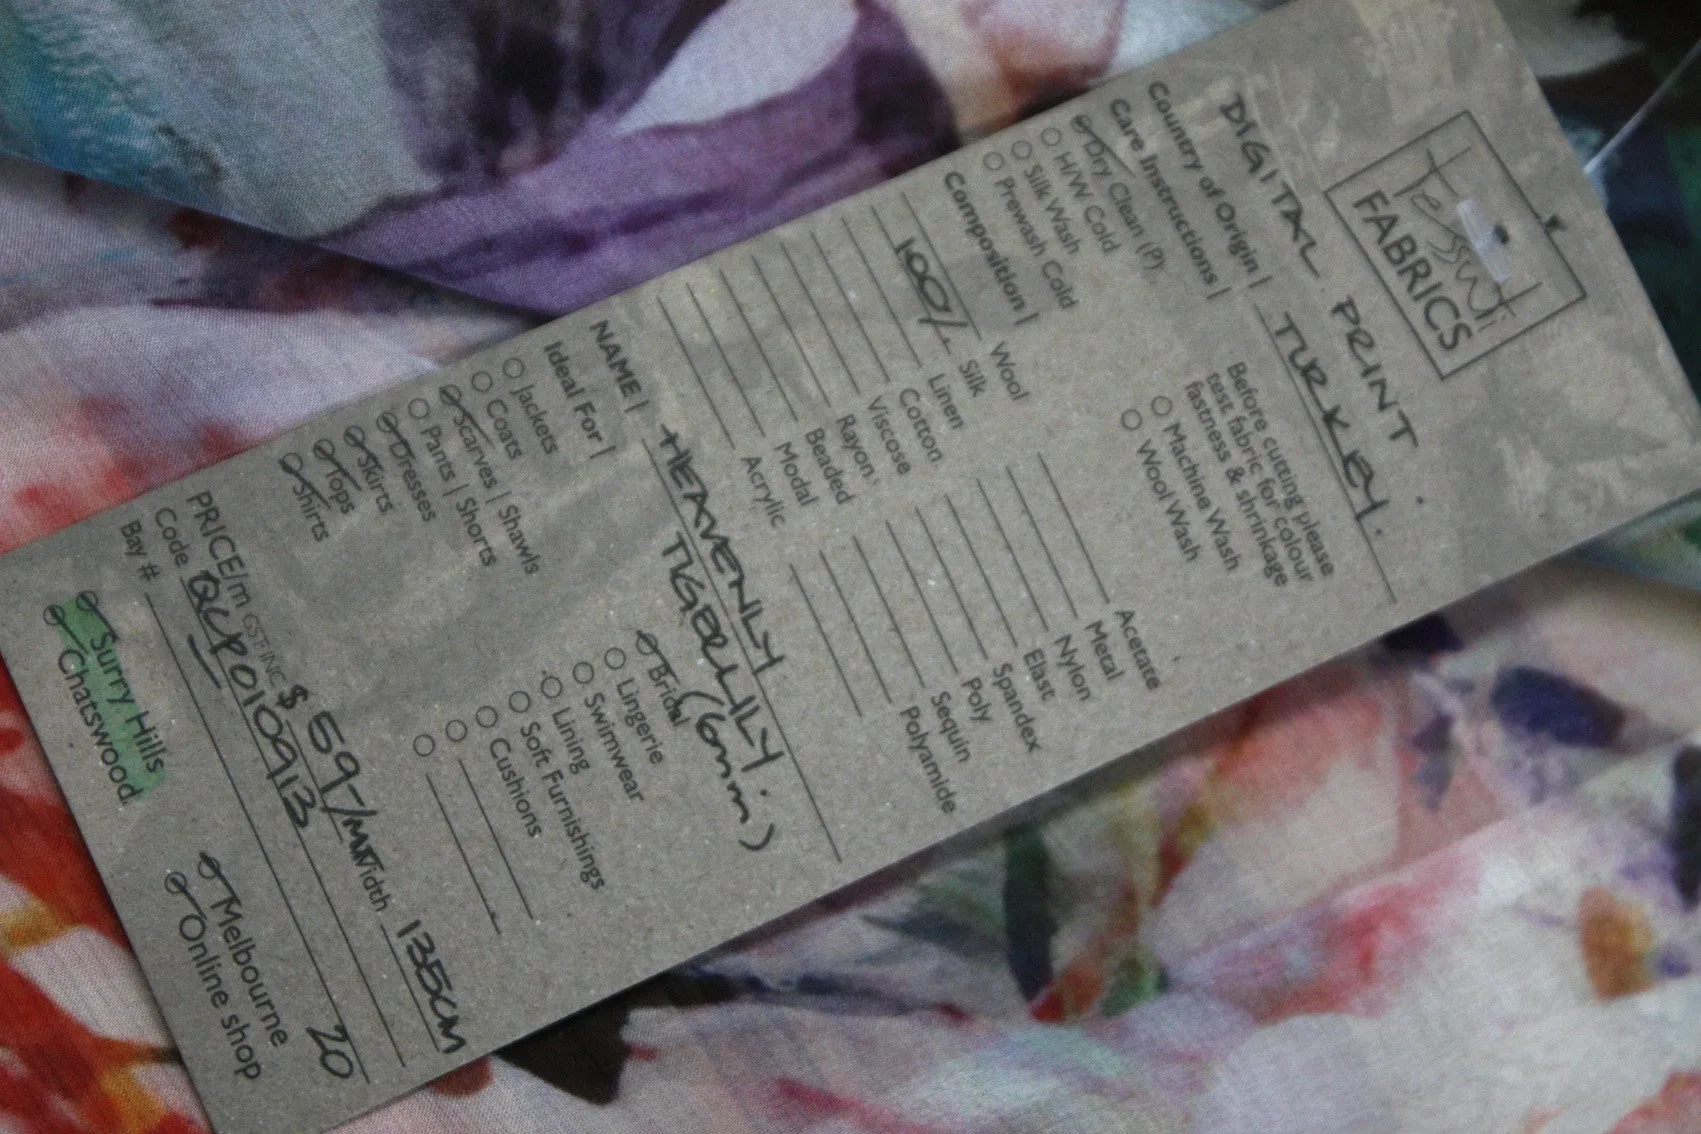 Tessuti
FABRICS
DIGITAL PRINT
Country of Origin | TURKEY.
Care Instructions |
Dry Clean (P).
H/W Cold
Silk Wash
Prewash Cold
Before cutting please
test fabric for colour
fastness & shrinkage
Machine Wash
Wool Wash
Composition |
Wool
100% Silk
Linen
Cotton
Viscose
Rayon
Beaded
Modal
Acrylic
Acetate
Metal
Nylon
Elast
Spandex
Poly
Sequin
Polyamide
NAME | HEAVENLY
TIGERLILY
(6mm)
Ideal For |
Jackets
Coats
Scarves | Shawls
Pants | Shorts
Dresses
Skirts
Tops
Shirts
Bridal
Lingerie
Swimwear
Lining
Soft Furnishings
Cushions
PRICE/m GST INC $59/M Width 135CM
Code QCP010913
Bay # 20
Surry Hills
Chatswood
Melbourne
Online shop